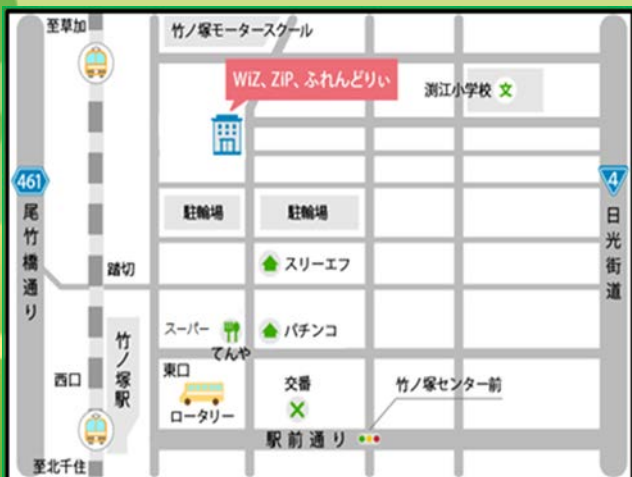 至草加
竹ノ塚モータースクール
WiZ、ZiP、ふれんどりぃ
渕江小学校 文
461
尾竹橋通り
4
日光街道
駐輪場
駐輪場
踏切
スリーエフ
スーパー
てんや
パチンコ
竹ノ塚駅
西口
東口
ロータリー
交番
竹ノ塚センター前
駅前通り
至北千住